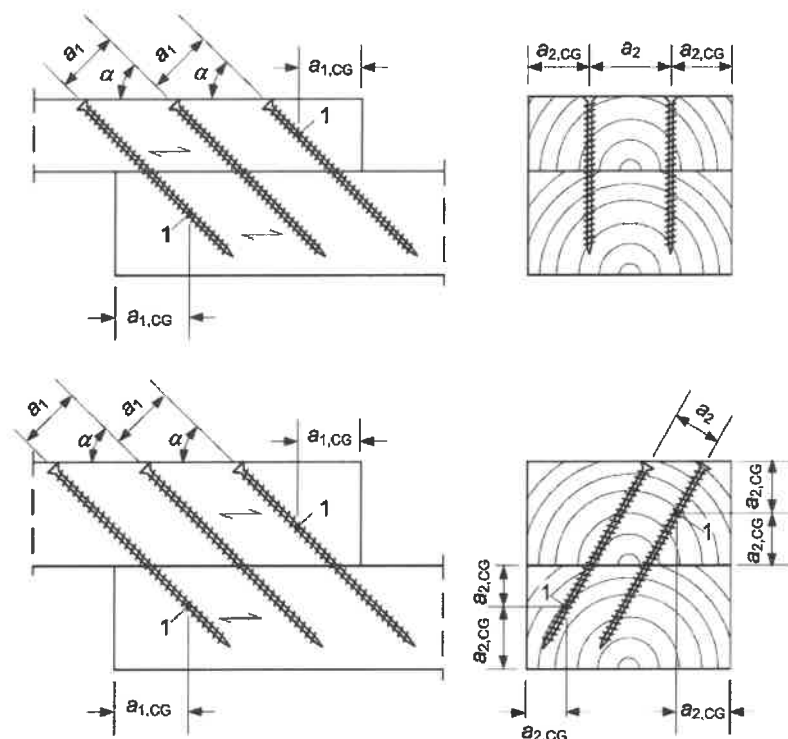 a1 a1 a1,CG a2,CG a2 a2,CG
α α
1
1
a1,CG
a1 a1 a2
α α a1,CG a2,CG
1 1
a2,CG
a2,CG
1 1
a2,CG
a1,CG a2,CG a2,CG